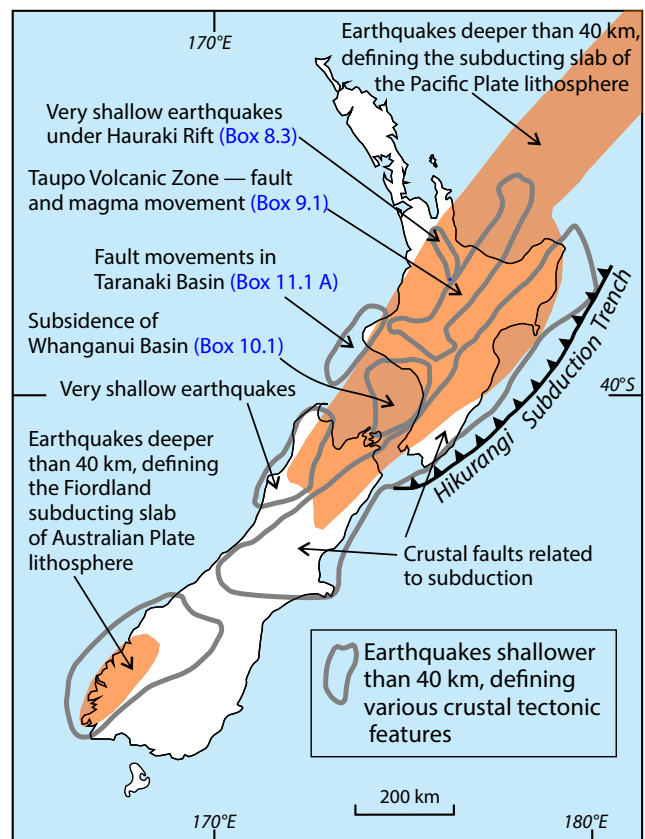 170°E
Earthquakes deeper than 40 km,
defining the subducting slab of
the Pacific Plate lithosphere
Very shallow earthquakes
under Hauraki Rift (Box 8.3)
Taupo Volcanic Zone — fault
and magma movement (Box 9.1)
Fault movements in
Taranaki Basin (Box 11.1 A)
Subsidence of
Whanganui Basin (Box 10.1)
Very shallow earthquakes
40°S
Hikurangi Subduction Trench
Earthquakes deeper
than 40 km, defining
the Fiordland
subducting slab
of Australian Plate
lithosphere
Crustal faults related
to subduction
Earthquakes shallower
than 40 km, defining
various crustal tectonic
features
200 km
170°E
180°E